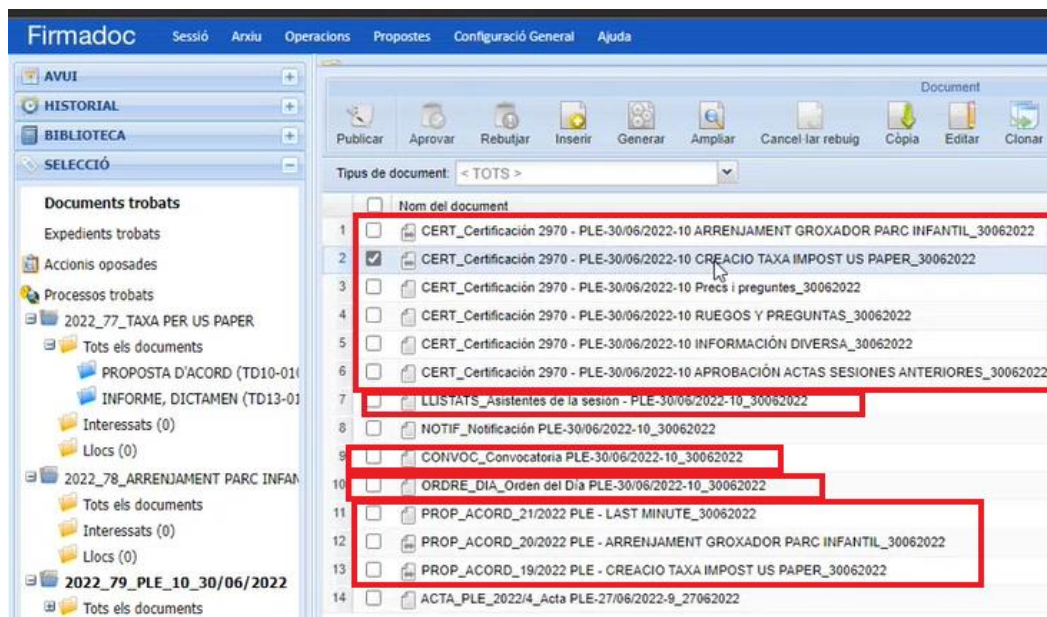 Firmadoc Sessió Arxiu Operacions Propostes Configuració General Ajuda
AVUI
HISTORIAL
BIBLIOTECA
SELECCIÓ
Documents trobats
Expedients trobats
Accionis oposades
Processos trobats
2022_77_TAXA PER US PAPER
Tots els documents
PROPOSTA D'ACORD (TD10-01
INFORME, DICTAMEN (TD13-01
Interessats (0)
Llocs (0)
2022_78_ARRENJAMENT PARC INFAN
Tots els documents
Interessats (0)
Llocs (0)
2022_79_PLE_10_30/06/2022
Tots els documents
Document
Publicar Aprovar Rebutjar Inserir Generar Ampliar Cancel·lar rebuig Còpia Editar Clonar
Tipus de document: < TOTS >
Nom del document
1 CERT_Certificación 2970 - PLE-30/06/2022-10 ARRENJAMENT GROXADOR PARC INFANTIL_30062022
2 CERT_Certificación 2970 - PLE-30/06/2022-10 CREACIO TAXA IMPOST US PAPER_30062022
3 CERT_Certificación 2970 - PLE-30/06/2022-10 Precs i preguntes_30062022
4 CERT_Certificación 2970 - PLE-30/06/2022-10 RUEGOS Y PREGUNTAS_30062022
5 CERT_Certificación 2970 - PLE-30/06/2022-10 INFORMACIÓN DIVERSA_30062022
6 CERT_Certificación 2970 - PLE-30/06/2022-10 APROBACIÓN ACTAS SESIONES ANTERIORES_30062022
7 LLISTATS_Asistentes de la sesión - PLE-30/06/2022-10_30062022
8 NOTIF_Notificación PLE-30/06/2022-10_30062022
9 CONVOC_Convocatoria PLE-30/06/2022-10_30062022
10 ORDRE_DIA_Orden del Día PLE-30/06/2022-10_30062022
11 PROP_ACORD_21/2022 PLE - LAST MINUTE_30062022
12 PROP_ACORD_20/2022 PLE - ARRENJAMENT GROXADOR PARC INFANTIL_30062022
13 PROP_ACORD_19/2022 PLE - CREACIO TAXA IMPOST US PAPER_30062022
14 ACTA_PLE_2022/4_Acta PLE-27/06/2022-9_27062022